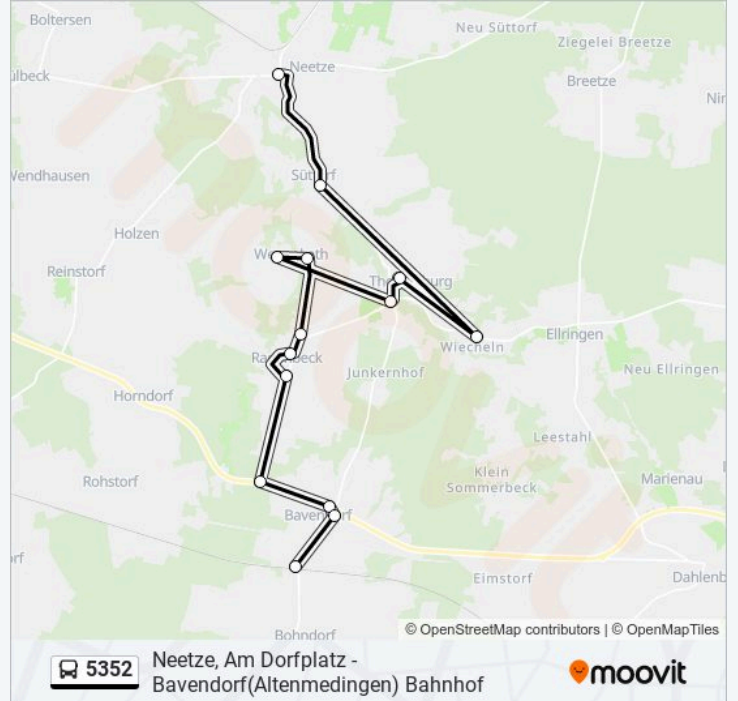 Boltersen
Neu Süttorf
Ziegelei Breetze
Neetze
Breetze
Wendhausen
Holzen
Reinstorf
Wiecheln
Ellringen
Junkernhof
Neu Ellringen
Horndorf
Leestahl
Rohstorf
Klein
Sommerbeck
Marienau
Eimstorf
Dahlenb
Bohndorf
© OpenStreetMap contributors | © OpenMapTiles
5352
Neetze, Am Dorfplatz -
Bavendorf(Altenmedingen) Bahnhof
moovit